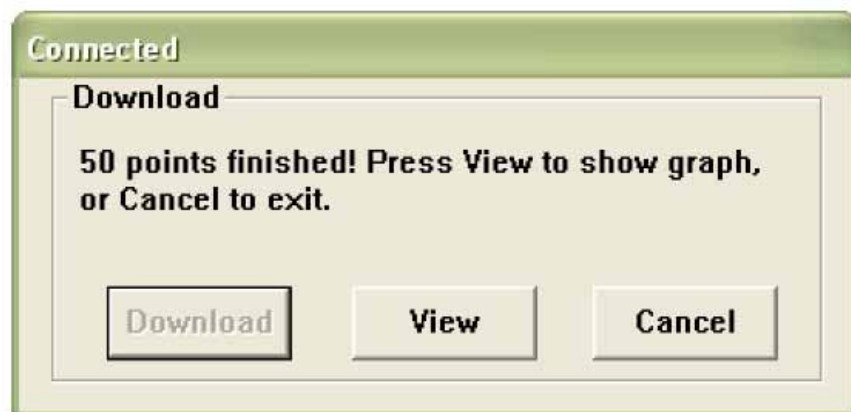 Connected
Download
50 points finished! Press View to show graph,
or Cancel to exit.
Download
View
Cancel